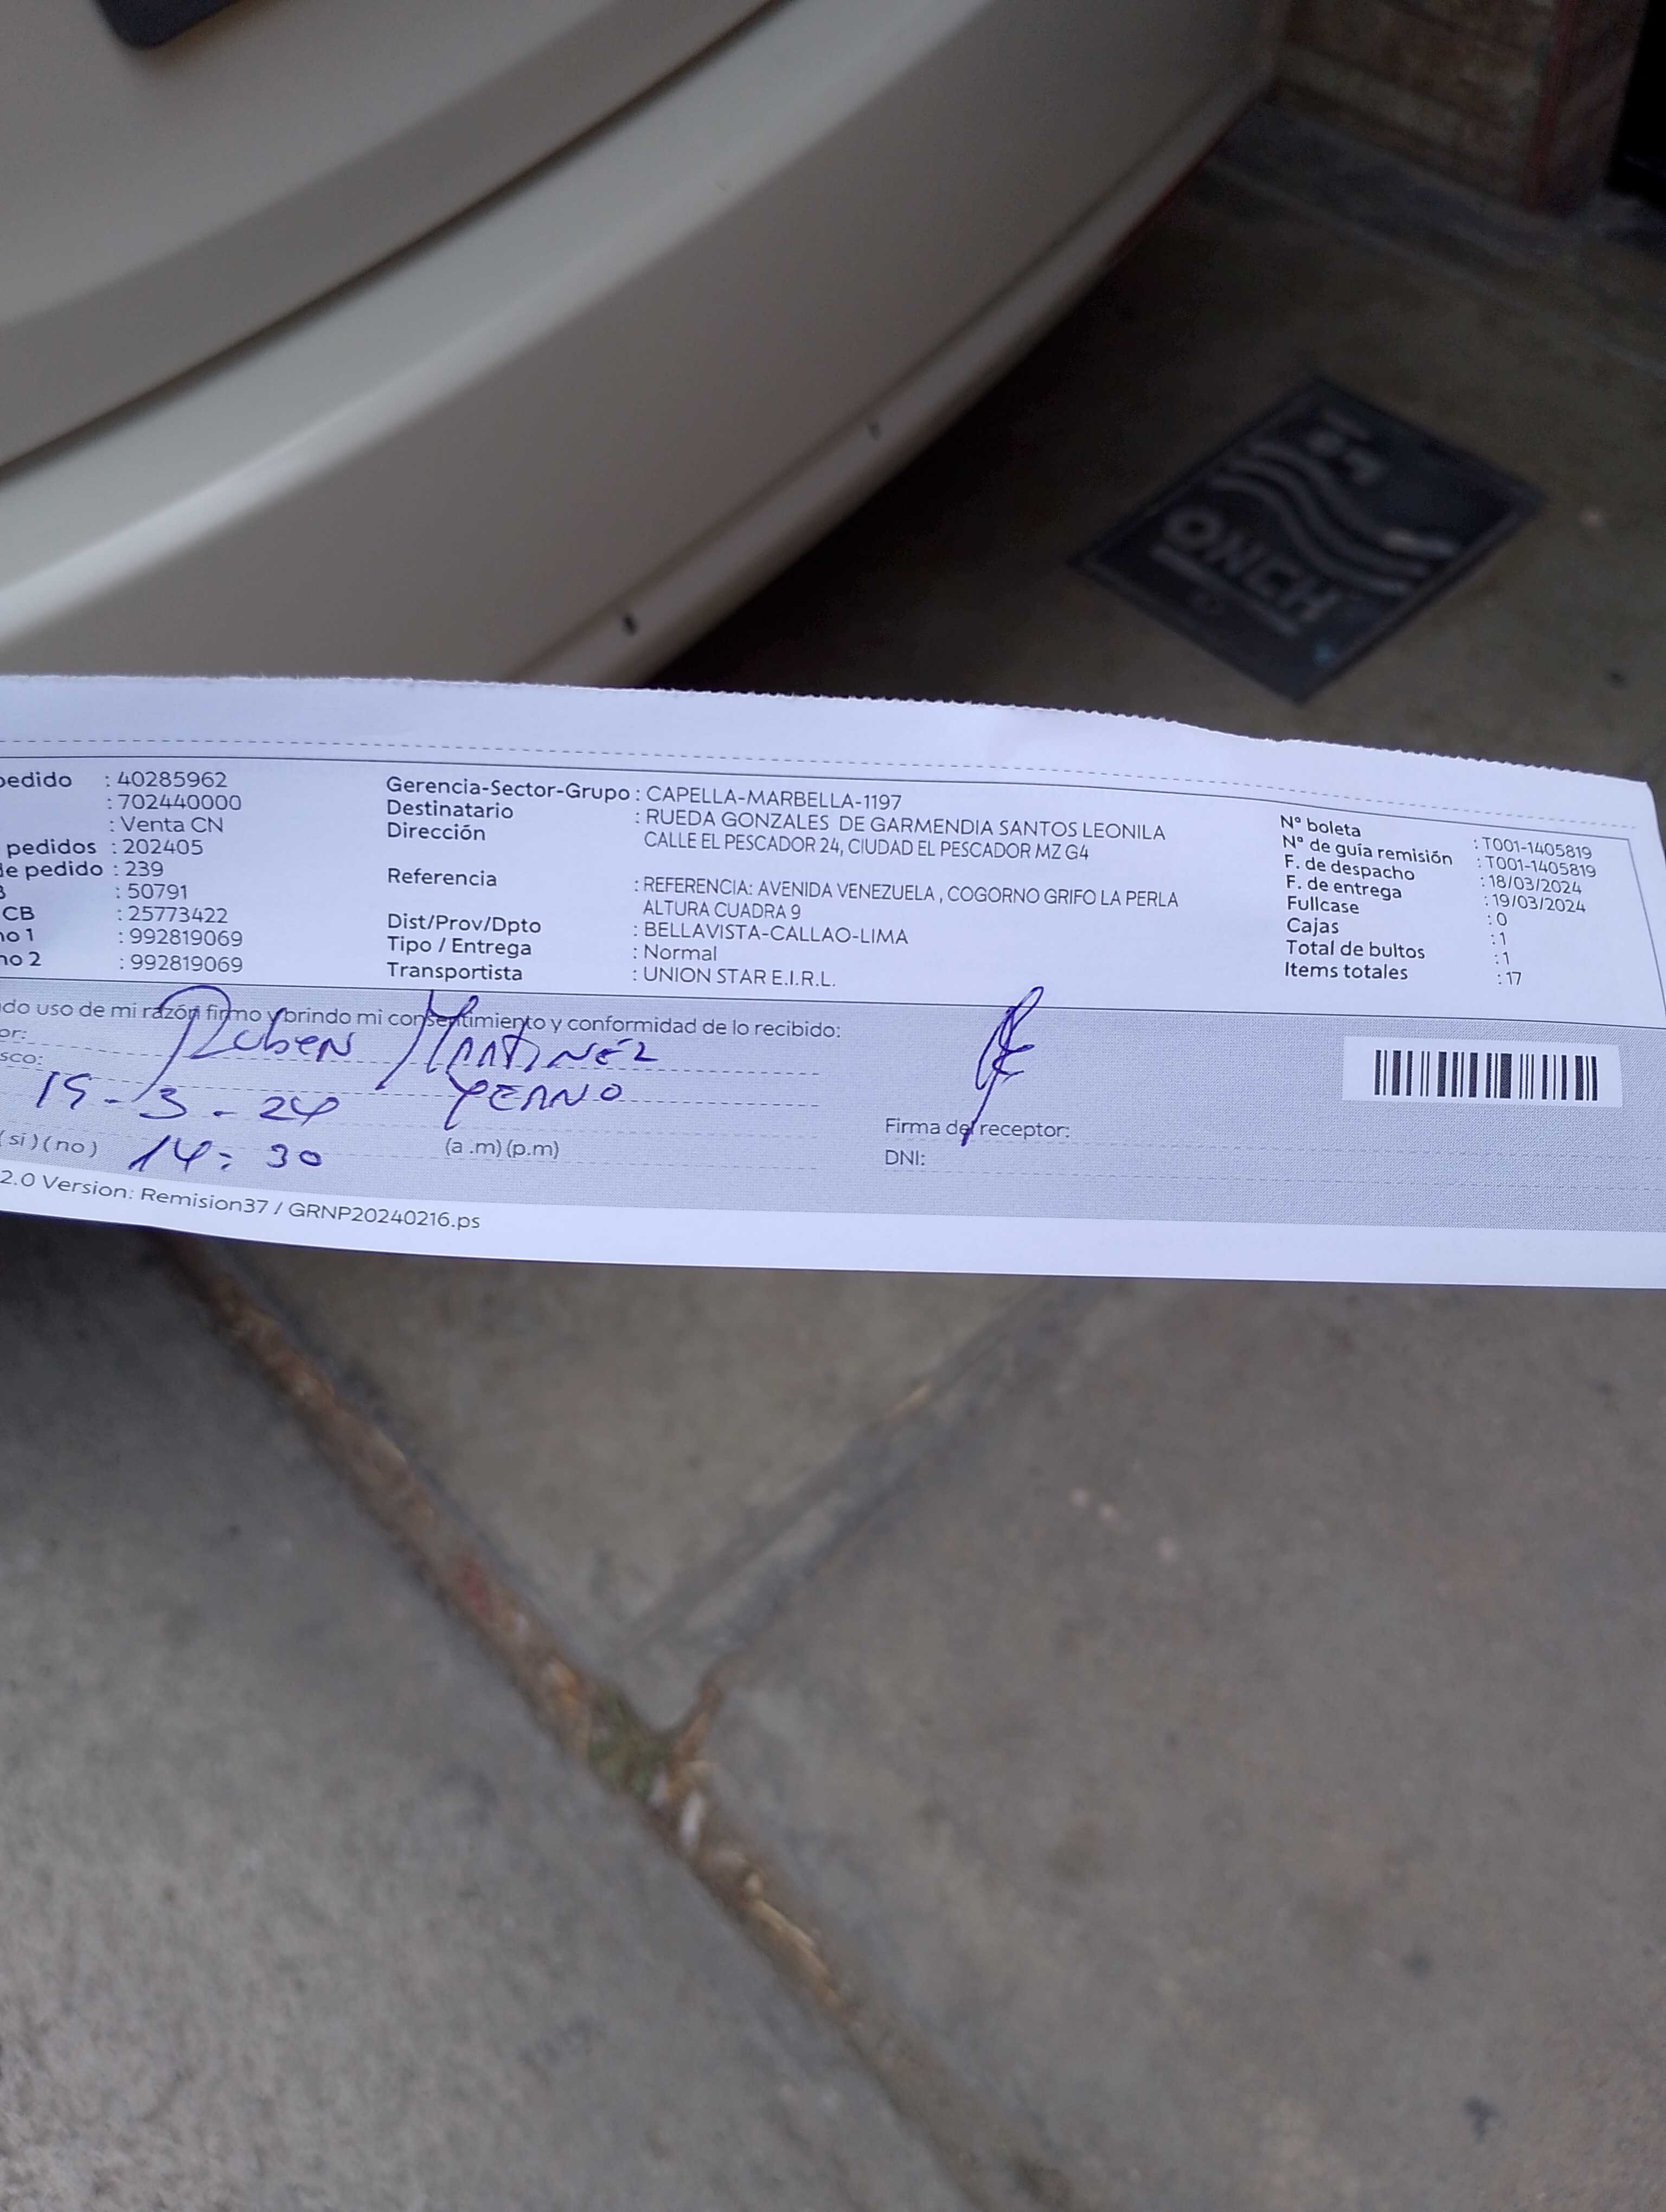 pedido : 40285962
: 702440000
: Venta CN
pedidos : 202405
de pedido : 239
: 50791
CB : 25773422
no 1 : 992819069
no 2 : 992819069
Gerencia-Sector-Grupo : CAPELLA-MARBELLA-1197
Destinatario : RUEDA GONZALES DE GARMENDIA SANTOS LEONILA
Dirección CALLE EL PESCADOR 24, CIUDAD EL PESCADOR MZ G4
Referencia : REFERENCIA: AVENIDA VENEZUELA , COGORNO GRIFO LA PERLA
ALTURA CUADRA 9
Dist/Prov/Dpto : BELLAVISTA-CALLAO-LIMA
Tipo / Entrega : Normal
Transportista : UNION STAR E.I.R.L.
N° boleta : T001-1405819
N° de guía remisión : T001-1405819
F. de despacho : 18/03/2024
F. de entrega : 19/03/2024
Fullcase : 0
Cajas : 1
Total de bultos : 1
Items totales : 17
do uso de mi razón firmo y brindo mi consentimiento y conformidad de lo recibido:
or: Ruben Martinez
sco: YERNO
19-3-24
(si) (no) 14:30 (a.m) (p.m)
Firma del receptor:
DNI:
2.0 Version: Remision37 / GRNP20240216.ps